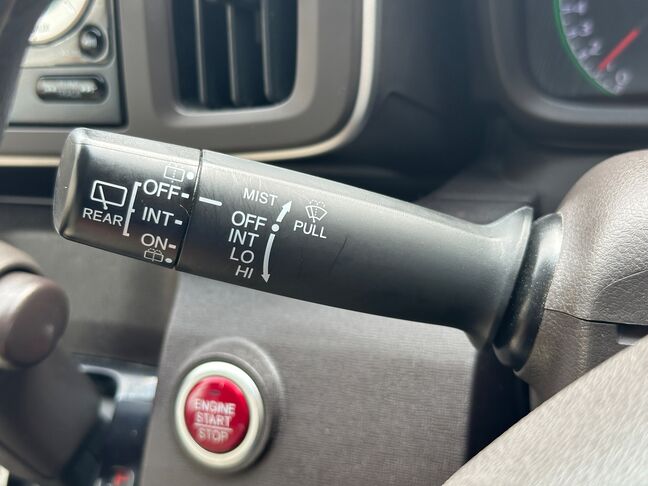 OFF
REAR
INT
ON
MIST
OFF
INT
LO
HI
PULL
ENGINE
START
STOP